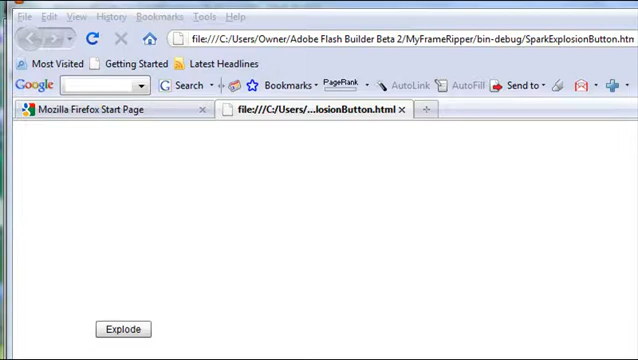 File Edit View History Bookmarks Tools Help
file:///C:/Users/Owner/Adobe Flash Builder Beta 2/MyFrameRipper/bin-debug/SparkExplosionButton.htm
Most Visited Getting Started Latest Headlines
Google Search Bookmarks PageRank AutoLink AutoFill Send to
Mozilla Firefox Start Page file:///C:/Users/...losionButton.html
Explode